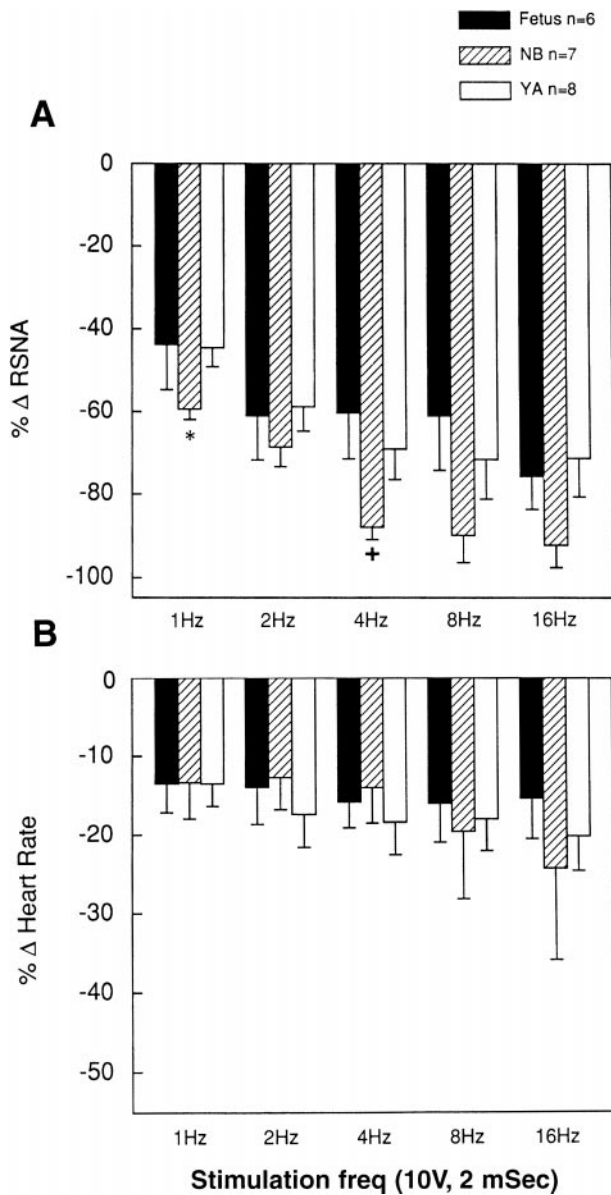 Fetus n=6
NB n=7
YA n=8
A
0
-20
-40
-60
-80
-100
% Δ RSNA
*
+
1Hz 2Hz 4Hz 8Hz 16Hz
B
0
-10
-20
-30
-40
-50
% Δ Heart Rate
1Hz 2Hz 4Hz 8Hz 16Hz
Stimulation freq (10V, 2 mSec)